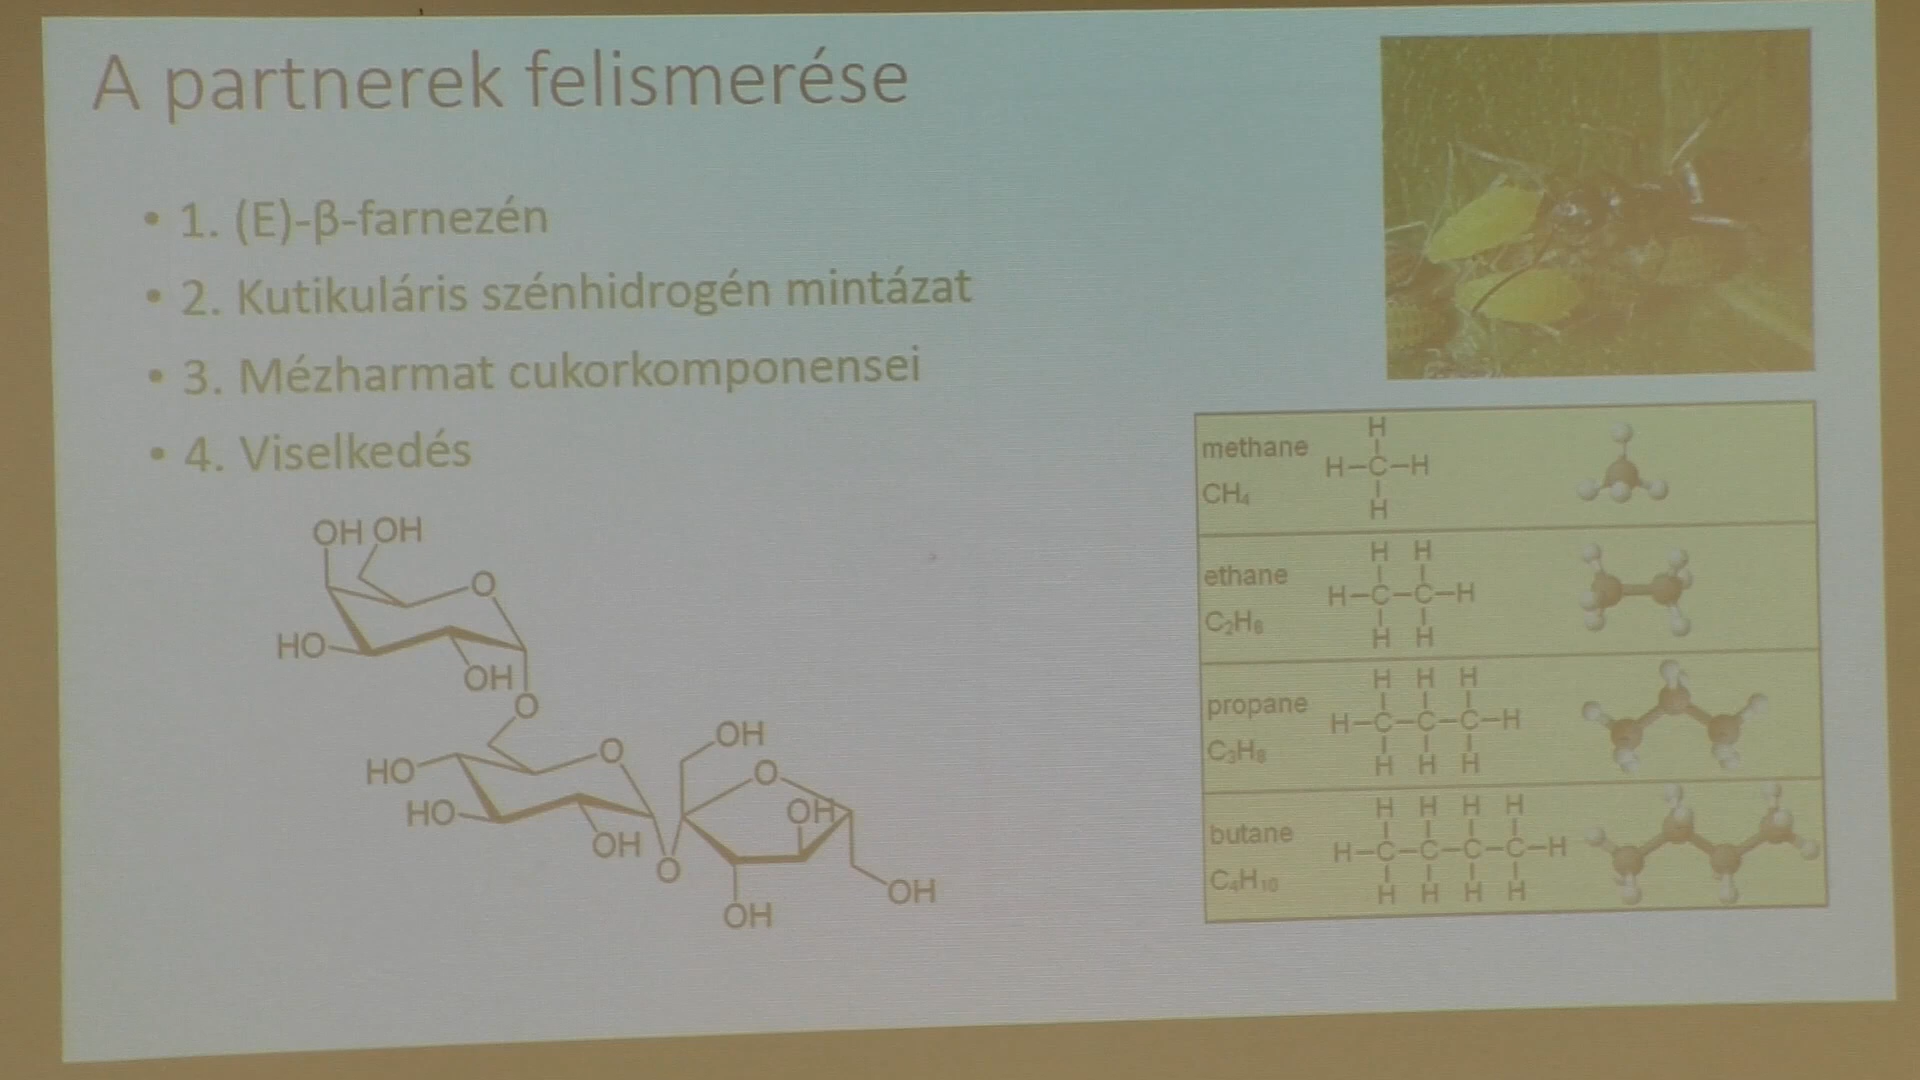 A partnerek felismerése
• 1. (E)-β-farnezén
• 2. Kutikuláris szénhidrogén mintázat
• 3. Mézharmat cukorkomponensei
• 4. Viselkedés
OH OH
O
HO
OH
O
O
HO
HO
OH
O
OH
O
OH
OH
OH
methane
CH₄
H
H–C–H
H
ethane
C₂H₆
H H
H–C–C–H
H H
propane
C₃H₈
H H H
H–C–C–C–H
H H H
butane
C₄H₁₀
H H H H
H–C–C–C–C–H
H H H H